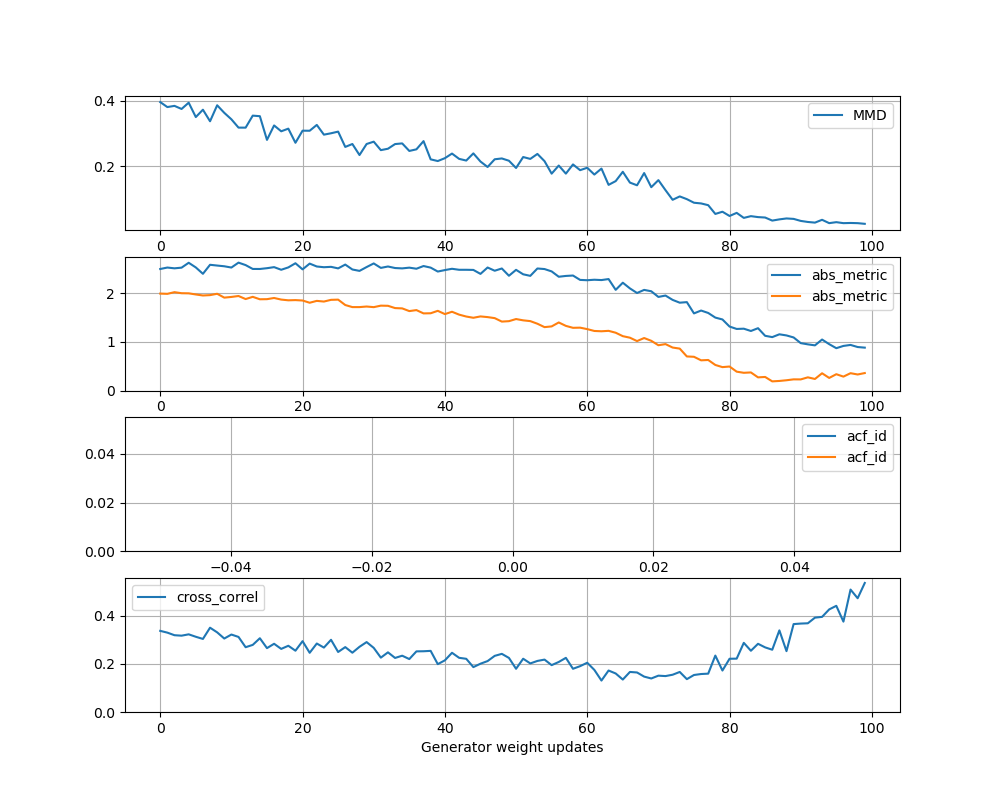 0.4
0.2
MMD
0 20 40 60 80 100
2
1
0
abs_metric
abs_metric
0 20 40 60 80 100
0.04
0.02
0.00
acf_id
acf_id
−0.04 −0.02 0.00 0.02 0.04
0.4
0.2
0.0
cross_correl
0 20 40 60 80 100
Generator weight updates